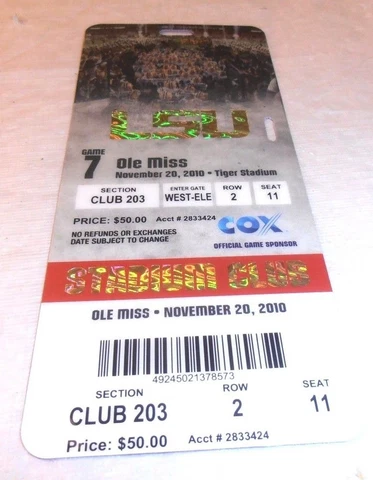 LSU
GAME
7 Ole Miss
November 20, 2010 • Tiger Stadium
SECTION ENTER GATE ROW SEAT
CLUB 203 WEST-ELE 2 11
PRICE: $50.00 Acct # 2833424
NO REFUNDS OR EXCHANGES
DATE SUBJECT TO CHANGE
COX
OFFICIAL GAME SPONSOR
STADIUM CLUB
OLE MISS • NOVEMBER 20, 2010
49245021378573
SECTION ROW SEAT
CLUB 203 2 11
Price: $50.00 Acct # 2833424